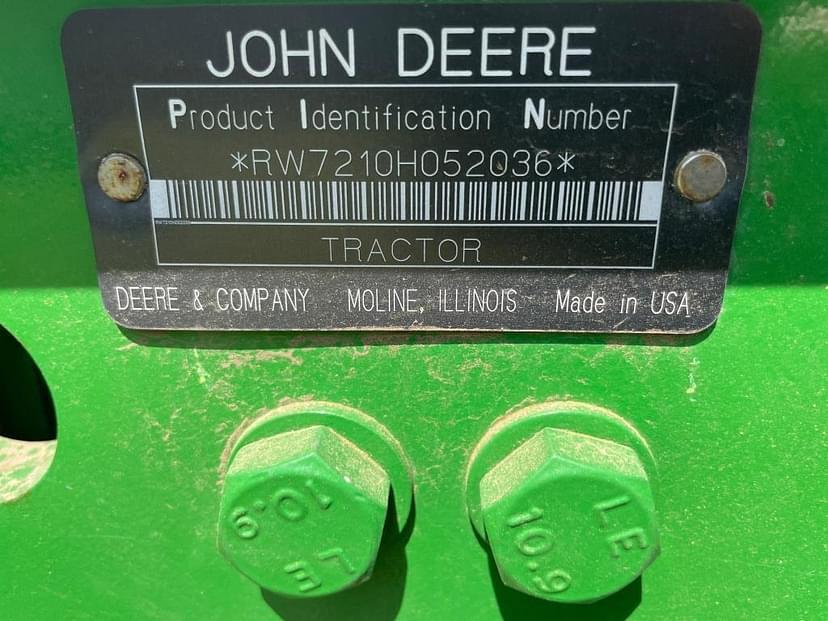 JOHN DEERE
Product Identification Number
*RW7210H052036*
TRACTOR
DEERE & COMPANY MOLINE, ILLINOIS Made in USA
10.9
LE
LE
10.9